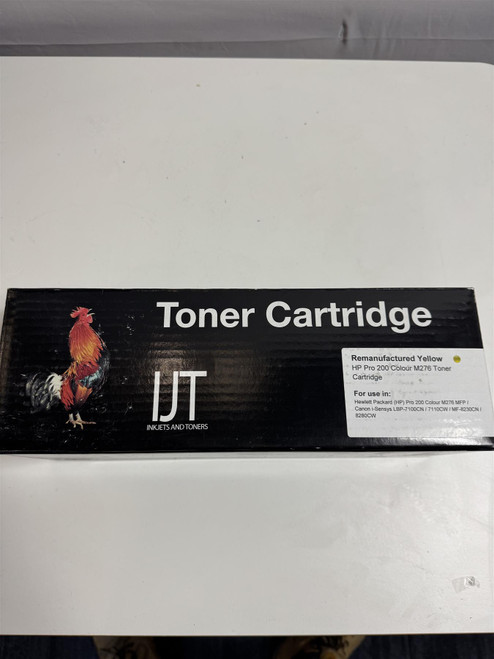 Toner Cartridge
IJT
INKJETS AND TONERS
Remanufactured Yellow
HP Pro 200 Colour M276 Toner
Cartridge
For use in:
Hewlett Packard (HP) Pro 200 Colour M276 MFP /
Canon i-Sensys LBP-7100CN / 7110CW / MF-8230CN /
8280CW